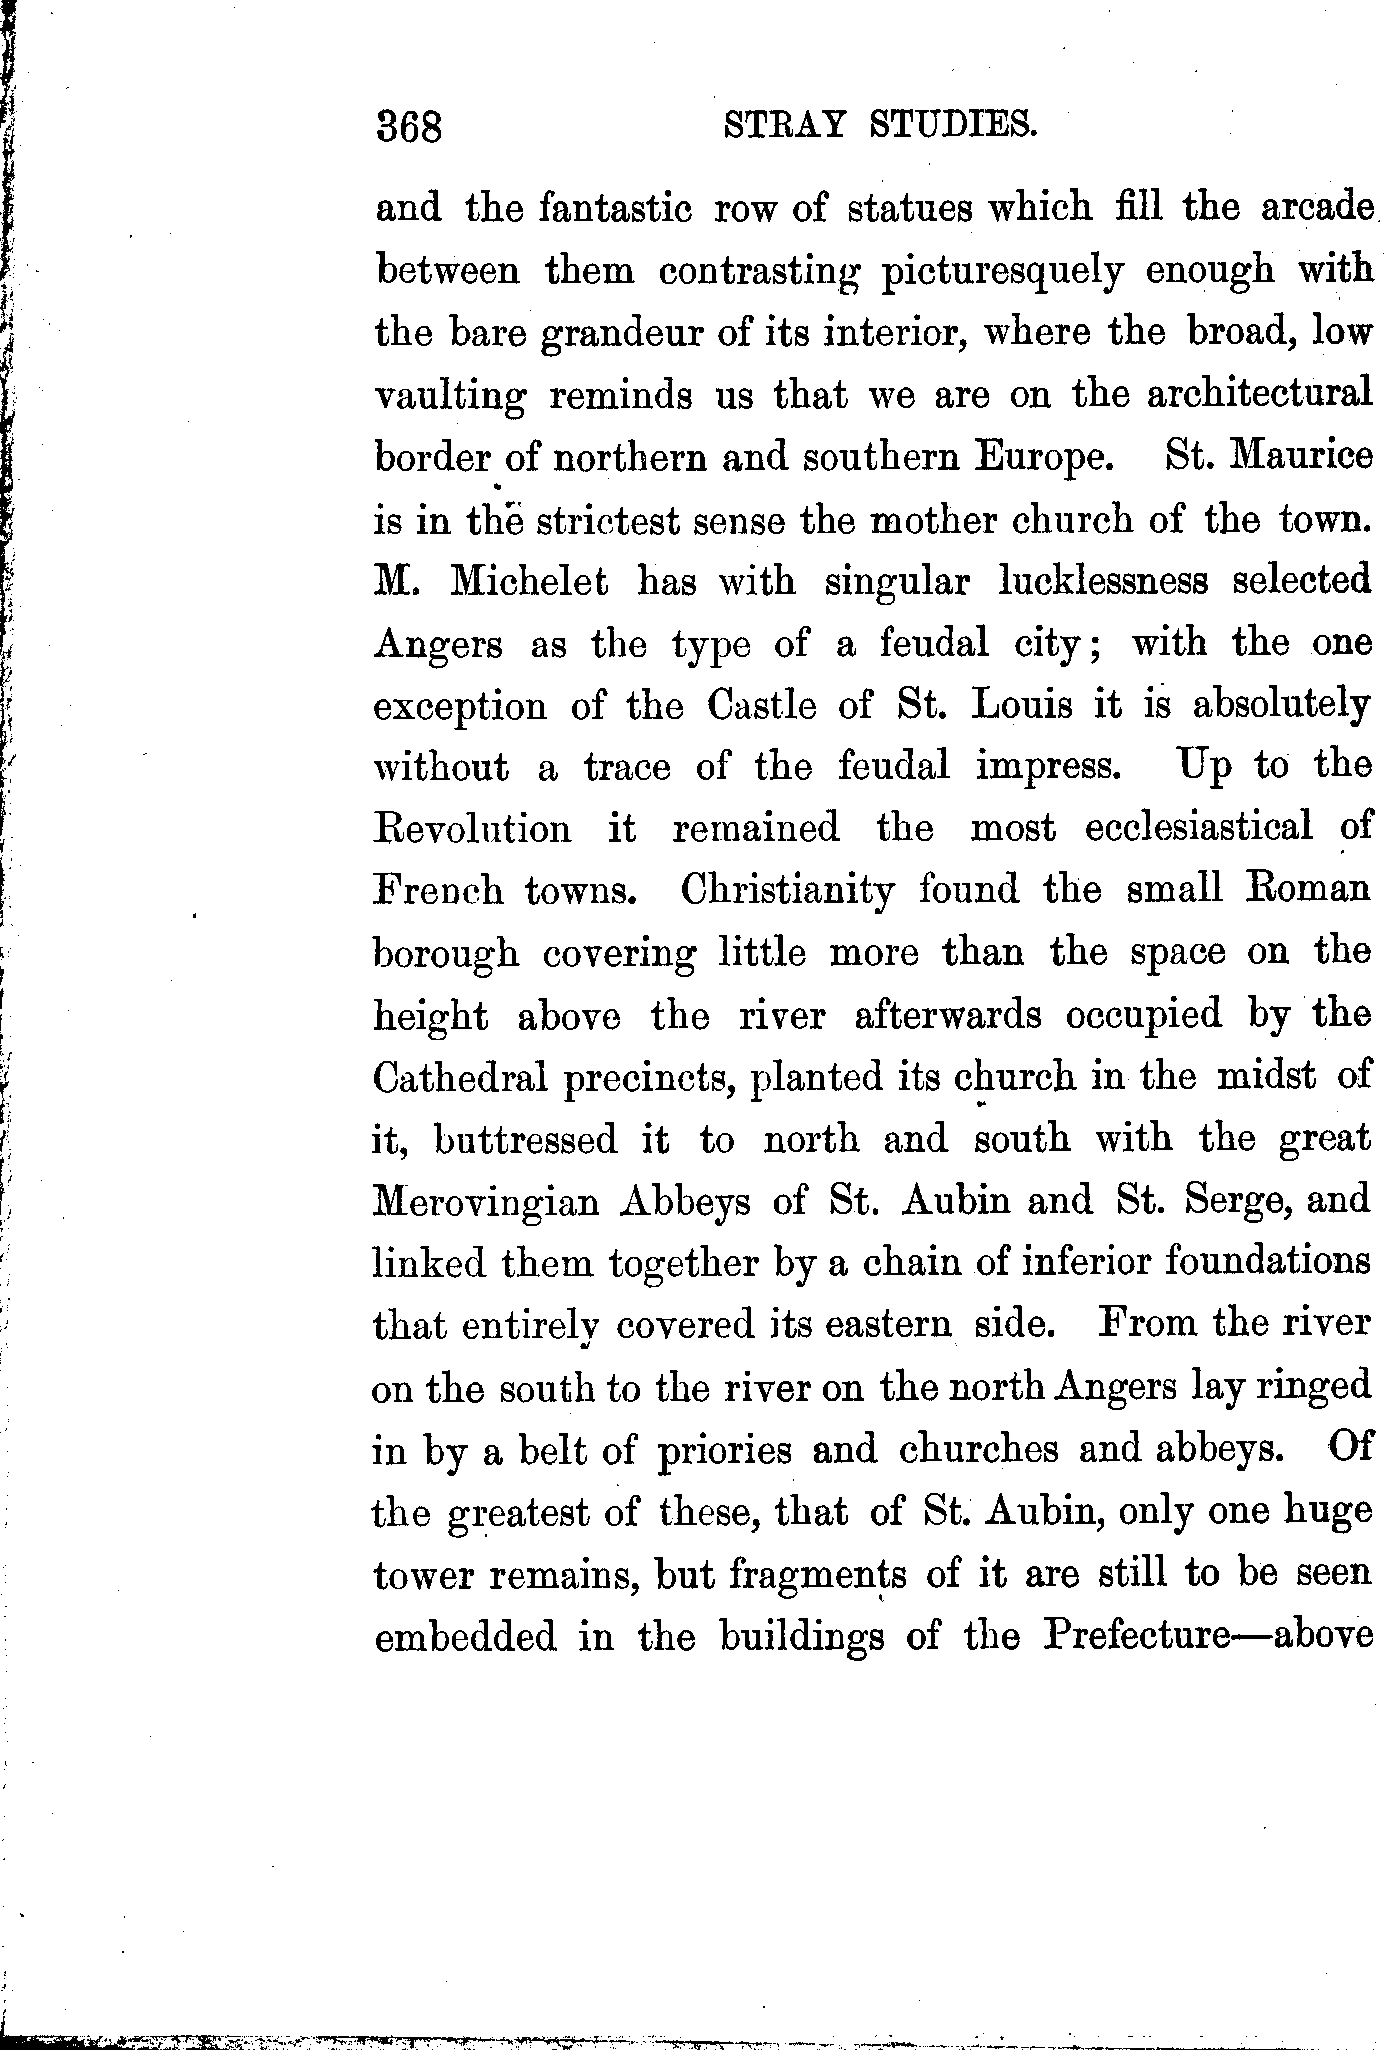 368 STRAY STUDIES.
and the fantastic row of statues which fill the arcade
between them contrasting picturesquely enough with
the bare grandeur of its interior, where the broad, low
vaulting reminds us that we are on the architectural
border of northern and southern Europe. St. Maurice
is in the strictest sense the mother church of the town.
M. Michelet has with singular lucklessness selected
Angers as the type of a feudal city; with the one
exception of the Castle of St. Louis it is absolutely
without a trace of the feudal impress. Up to the
Revolution it remained the most ecclesiastical of
French towns. Christianity found the small Roman
borough covering little more than the space on the
height above the river afterwards occupied by the
Cathedral precincts, planted its church in the midst of
it, buttressed it to north and south with the great
Merovingian Abbeys of St. Aubin and St. Serge, and
linked them together by a chain of inferior foundations
that entirely covered its eastern side. From the river
on the south to the river on the north Angers lay ringed
in by a belt of priories and churches and abbeys. Of
the greatest of these, that of St. Aubin, only one huge
tower remains, but fragments of it are still to be seen
embedded in the buildings of the Prefecture—above